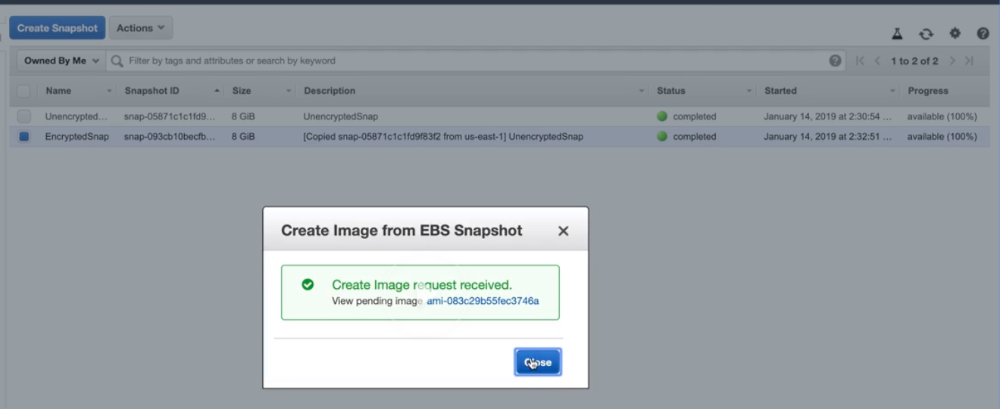 Create Snapshot Actions
Owned By Me Filter by tags and attributes or search by keyword 1 to 2 of 2
Name Snapshot ID Size Description Status Started Progress
Unencrypted... snap-05871c1c1fd9... 8 GiB UnencryptedSnap completed January 14, 2019 at 2:30:54 ... available (100%)
EncryptedSnap snap-093cb10becfb... 8 GiB [Copied snap-05871c1c1fd9f83f2 from us-east-1] UnencryptedSnap completed January 14, 2019 at 2:32:51 ... available (100%)
Create Image from EBS Snapshot
Create Image request received.
View pending image ami-083c29b55fec3746a
Close